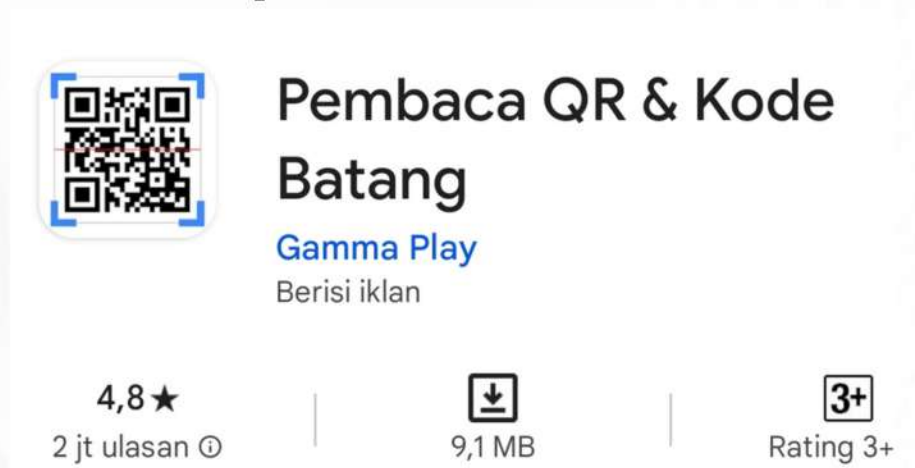 Pembaca QR & Kode
Batang
Gamma Play
Berisi iklan
4,8★
2 jt ulasan ⓘ
9,1 MB
3+
Rating 3+